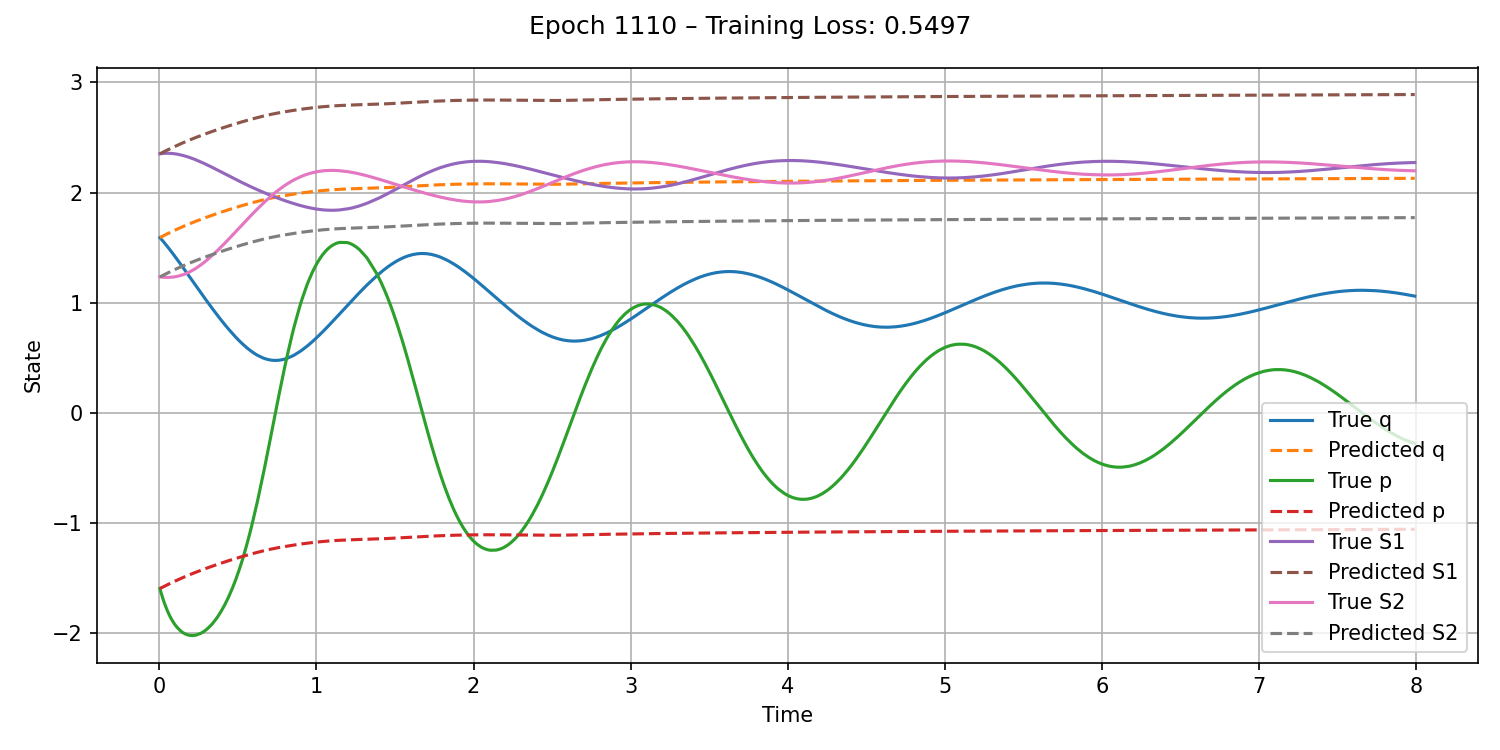 Epoch 1110 – Training Loss: 0.5497
State
3
2
1
0
−1
−2
0 1 2 3 4 5 6 7 8
Time
True q
Predicted q
True p
Predicted p
True S1
Predicted S1
True S2
Predicted S2